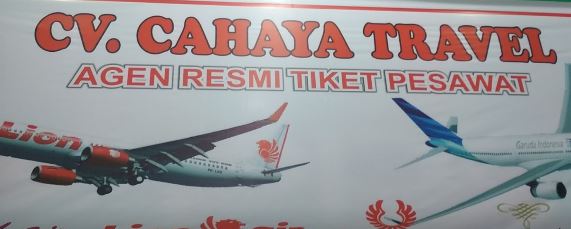 CV. CAHAYA TRAVEL
AGEN RESMI TIKET PESAWAT
Lion
Garuda Indonesia